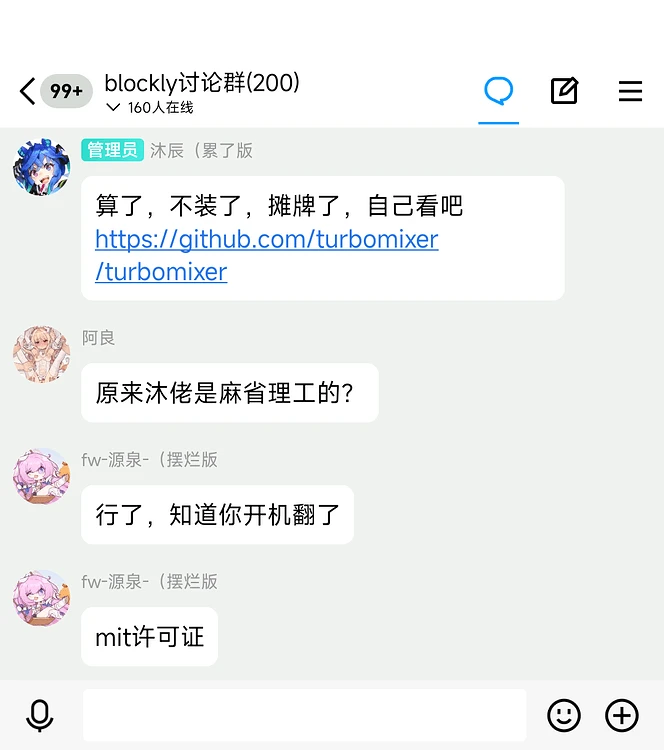 99+
blockly讨论群(200)
160人在线
管理员 沐辰（累了版
算了，不装了，摊牌了，自己看吧
https://github.com/turbomixer
/turbomixer
阿良
原来沐佬是麻省理工的？
fw-源泉-（摆烂版
行了，知道你开机翻了
fw-源泉-（摆烂版
mit许可证